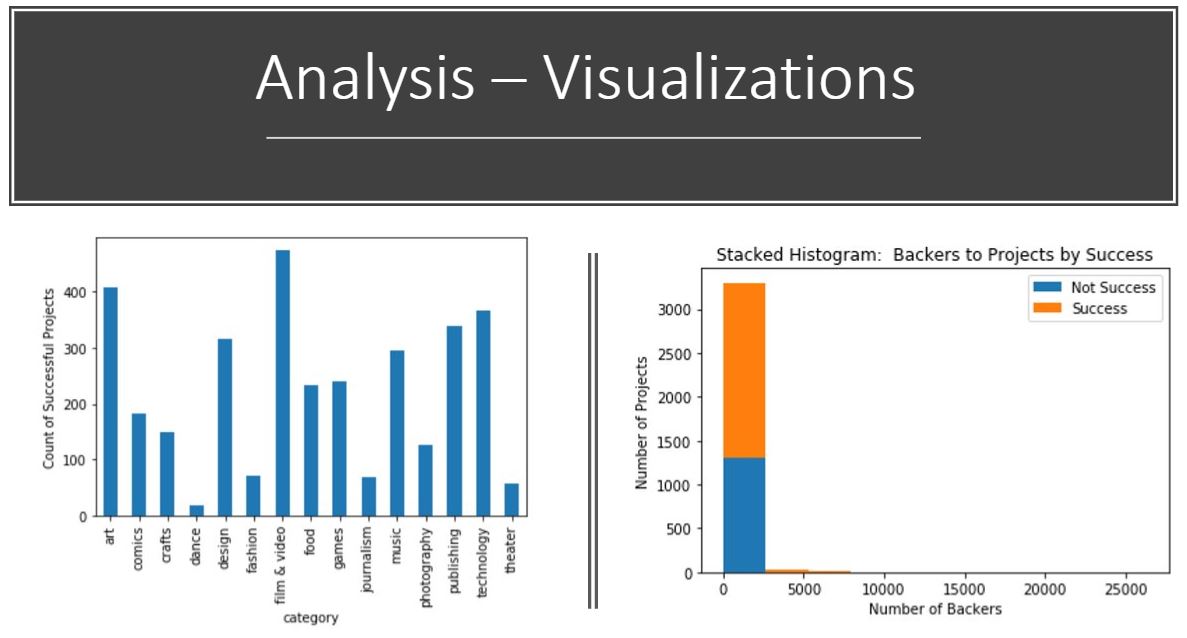 Analysis – Visualizations
Count of Successful Projects
400
300
200
100
0
art
comics
crafts
dance
design
fashion
film & video
food
games
journalism
music
photography
publishing
technology
theater
category
Stacked Histogram:  Backers to Projects by Success
Not Success
Success
Number of Projects
3000
2500
2000
1500
1000
500
0
0 5000 10000 15000 20000 25000
Number of Backers